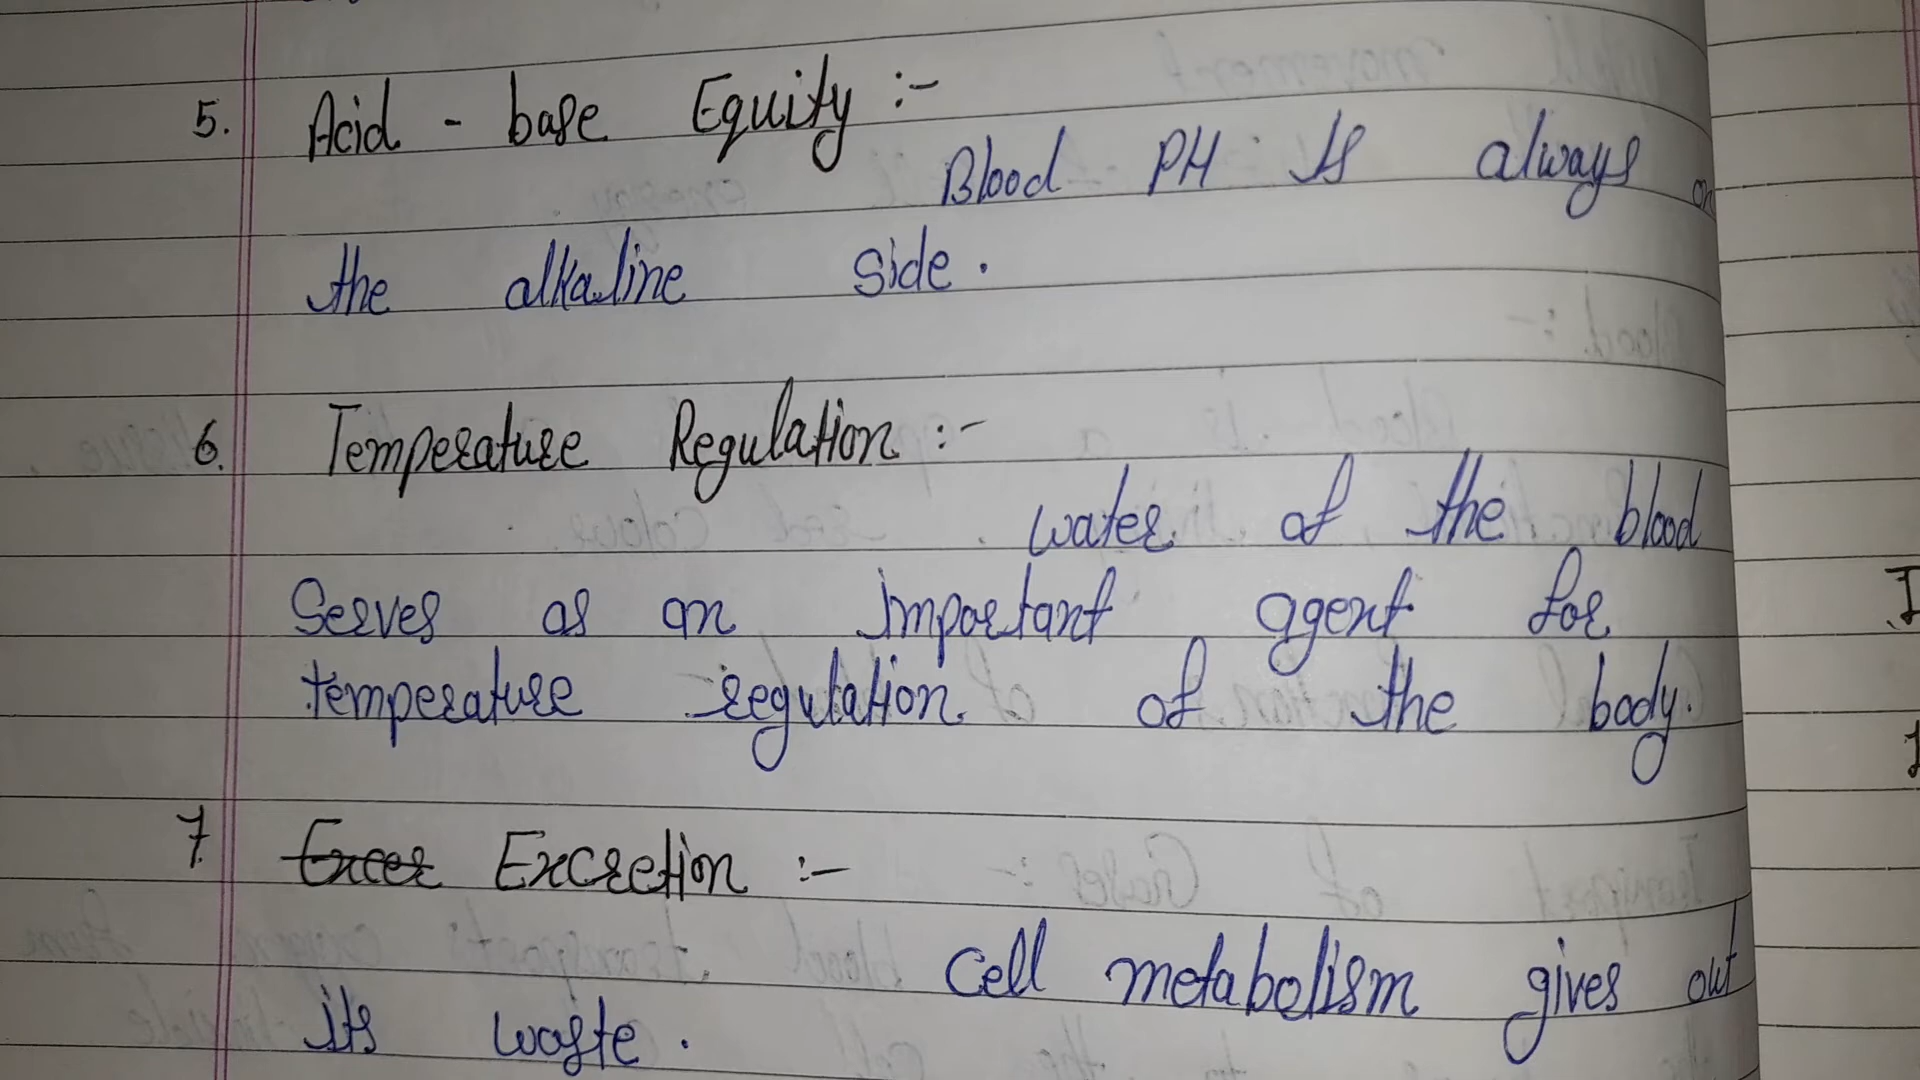 5. Acid - base Equity :-
Blood PH is always on
the alkaline side.
6. Temperature Regulation :-
water of the blood
Serves as an important agent for
temperature regulation of the body.
7. Excer Excretion :-
Cell metabolism gives out
its waste.